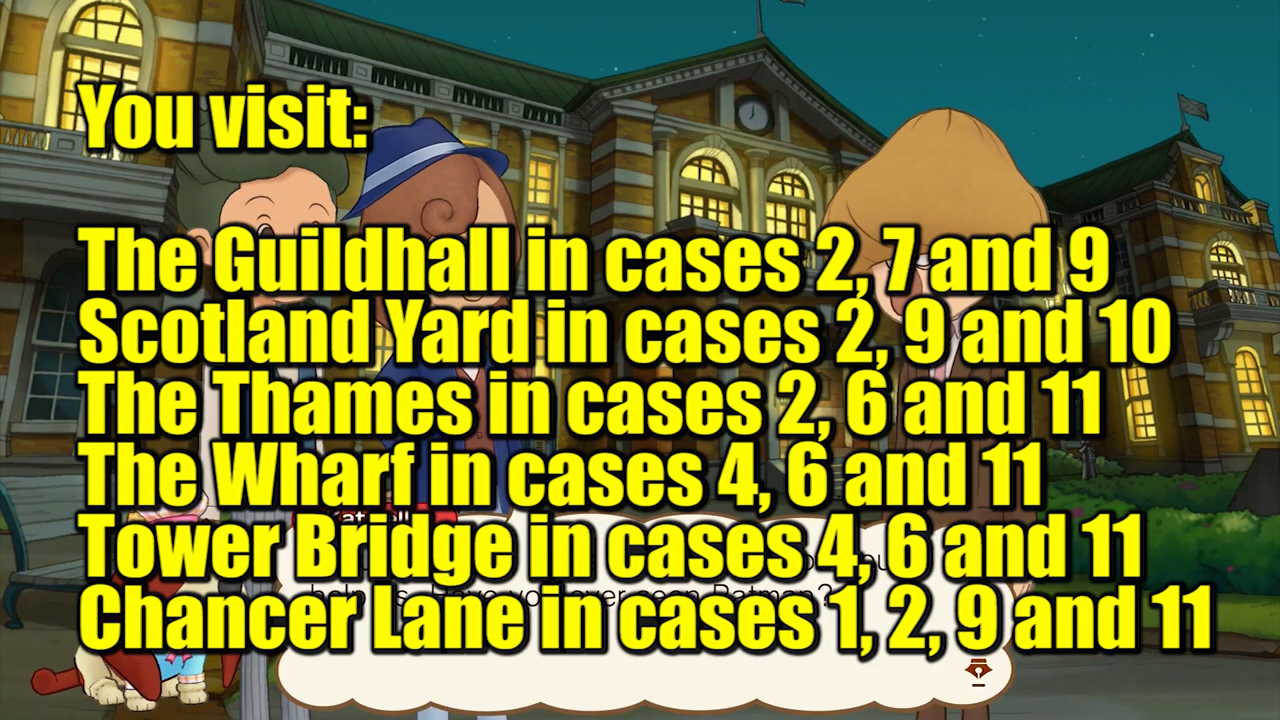 You visit:
The Guildhall in cases 2, 7 and 9
Scotland Yard in cases 2, 9 and 10
The Thames in cases 2, 6 and 11
The Wharf in cases 4, 6 and 11
Tower Bridge in cases 4, 6 and 11
Chancer Lane in cases 1, 2, 9 and 11